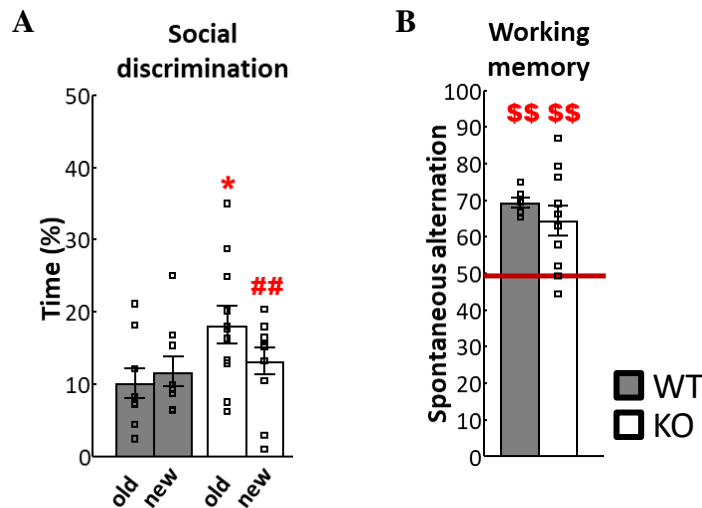 A
Social
discrimination
Time (%)
50
40
30
20
10
0
*
##
old
new
old
new
B
Working
memory
Spontaneous alternation
100
90
80
70
60
50
40
30
20
10
0
$$ $$
WT
KO